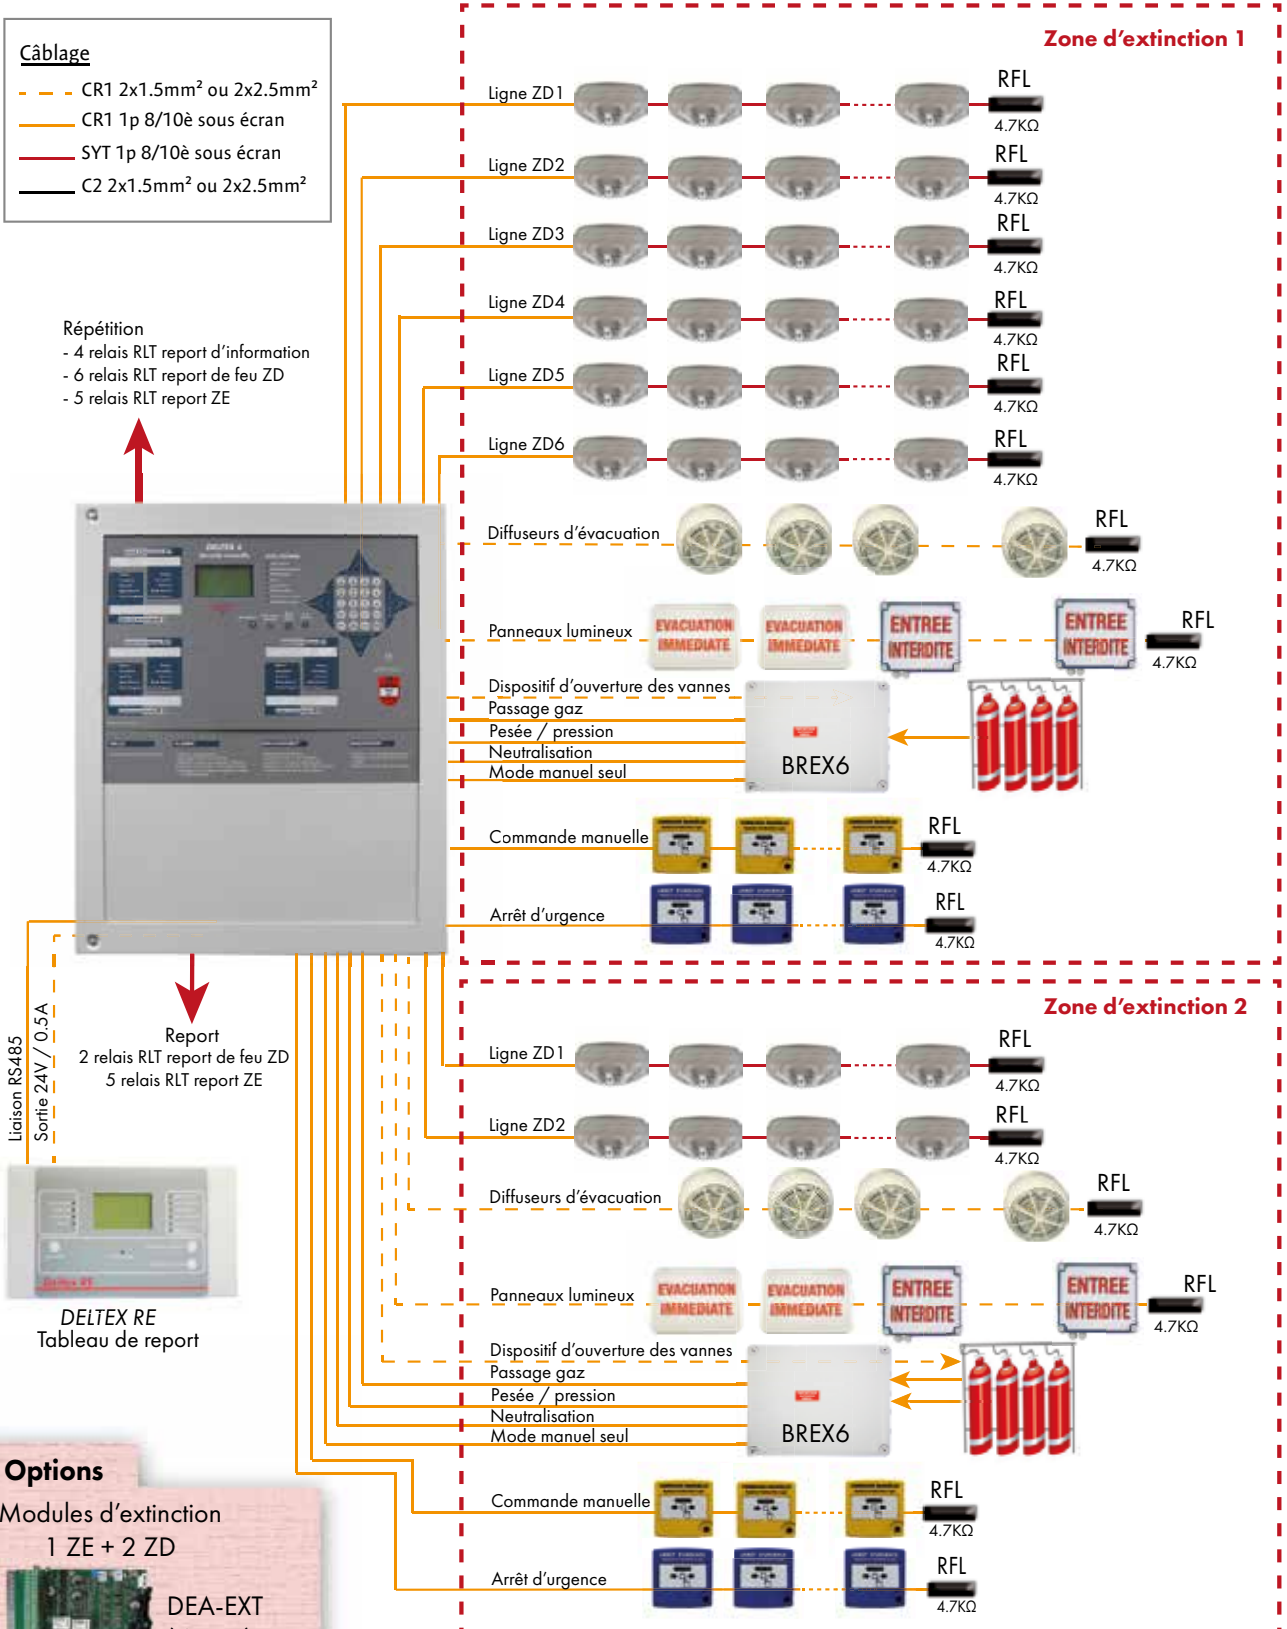 Câblage
CR1 2x1.5mm² ou 2x2.5mm²
CR1 1p 8/10è sous écran
SYT 1p 8/10è sous écran
C2 2x1.5mm² ou 2x2.5mm²
Répétition
- 4 relais RLT report d'information
- 6 relais RLT report de feu ZD
- 5 relais RLT report ZE
Zone d'extinction 1
Ligne ZD1
RFL
4.7KΩ
Ligne ZD2
RFL
4.7KΩ
Ligne ZD3
RFL
4.7KΩ
Ligne ZD4
RFL
4.7KΩ
Ligne ZD5
RFL
4.7KΩ
Ligne ZD6
RFL
4.7KΩ
Diffuseurs d'évacuation
RFL
4.7KΩ
Panneaux lumineux
EVACUATION IMMEDIATE
EVACUATION IMMEDIATE
ENTREE INTERDITE
ENTREE INTERDITE
RFL
4.7KΩ
Dispositif d'ouverture des vannes
Passage gaz
Pesée / pression
Neutralisation
Mode manuel seul
BREX6
Commande manuelle
RFL
4.7KΩ
Arrêt d'urgence
RFL
4.7KΩ
Liaison RS485
Sortie 24V / 0.5A
Report
2 relais RLT report de feu ZD
5 relais RLT report ZE
DELTEX RE
DELTEX RE
Tableau de report
Zone d'extinction 2
Ligne ZD1
RFL
4.7KΩ
Ligne ZD2
RFL
4.7KΩ
Diffuseurs d'évacuation
RFL
4.7KΩ
Panneaux lumineux
EVACUATION IMMEDIATE
EVACUATION IMMEDIATE
ENTREE INTERDITE
ENTREE INTERDITE
RFL
4.7KΩ
Dispositif d'ouverture des vannes
Passage gaz
Pesée / pression
Neutralisation
Mode manuel seul
BREX6
Commande manuelle
RFL
4.7KΩ
Arrêt d'urgence
RFL
4.7KΩ
Options
Modules d'extinction
1 ZE + 2 ZD
DEA-EXT